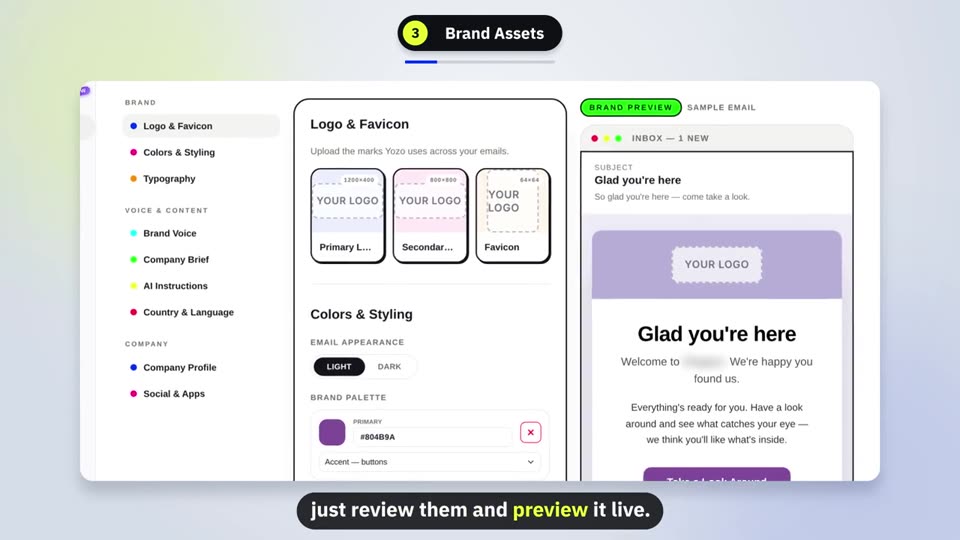 3 Brand Assets
BRAND
Logo & Favicon
Colors & Styling
Typography
VOICE & CONTENT
Brand Voice
Company Brief
AI Instructions
Country & Language
COMPANY
Company Profile
Social & Apps
Logo & Favicon
Upload the marks Yozo uses across your emails.
1200×400
YOUR LOGO
Primary L...
800×800
YOUR LOGO
Secondar...
64×64
YOUR
LOGO
Favicon
Colors & Styling
EMAIL APPEARANCE
LIGHT DARK
BRAND PALETTE
PRIMARY
#804B9A
Accent — buttons
BRAND PREVIEW SAMPLE EMAIL
INBOX — 1 NEW
SUBJECT
Glad you're here
So glad you're here — come take a look.
YOUR LOGO
Glad you're here
Welcome to We're happy you
found us.
Everything's ready for you. Have a look
around and see what catches your eye —
we think you'll like what's inside.
Take a Look Around
just review them and preview it live.